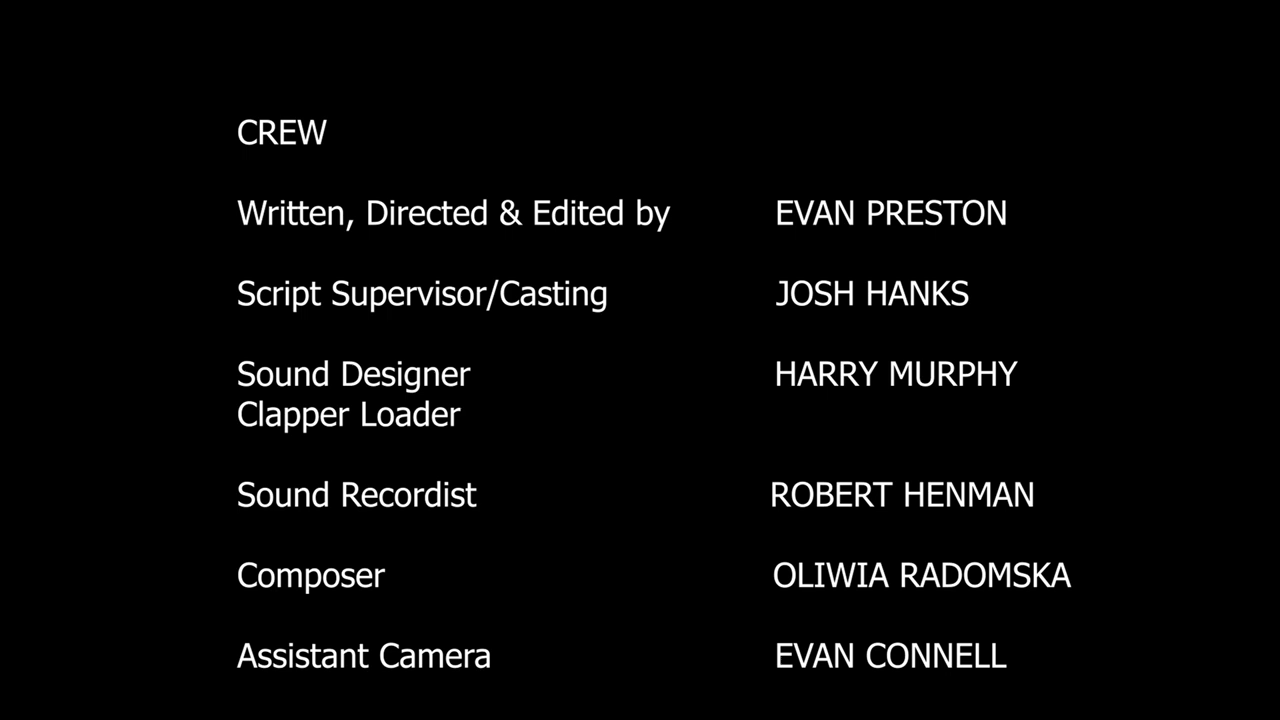 CREW
Written, Directed & Edited by EVAN PRESTON
Script Supervisor/Casting JOSH HANKS
Sound Designer HARRY MURPHY
Clapper Loader
Sound Recordist ROBERT HENMAN
Composer OLIWIA RADOMSKA
Assistant Camera EVAN CONNELL